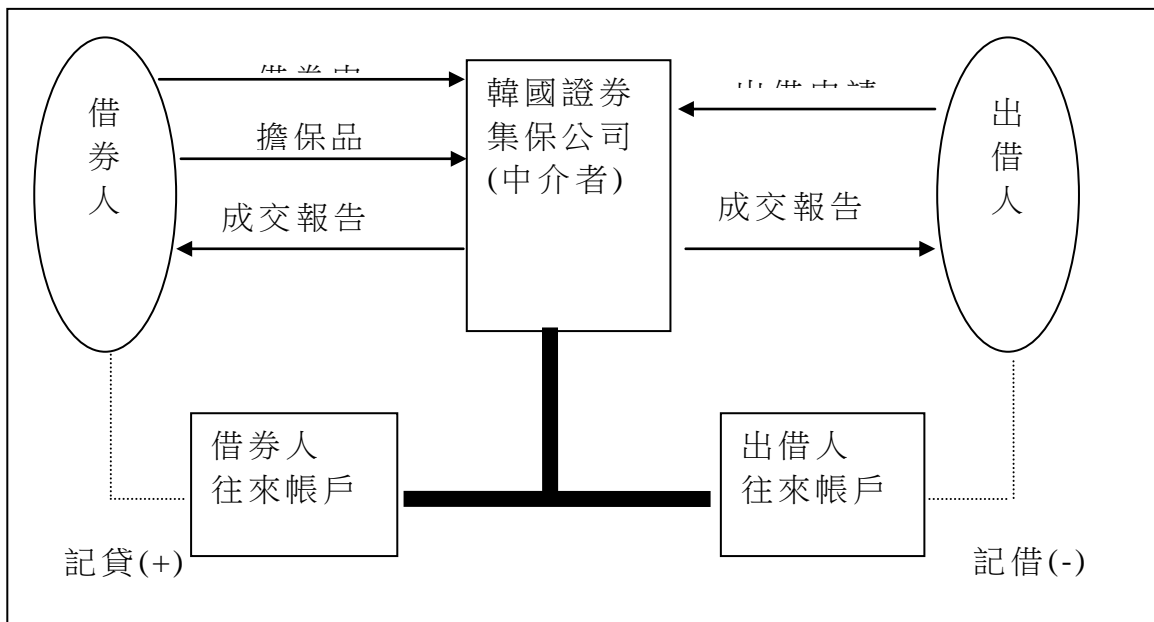 借券人
擔保品
成交報告
韓國證券
集保公司
(中介者)
成交報告
出借人
借券人
往來帳戶
出借人
往來帳戶
記貸(+)
記借(-)